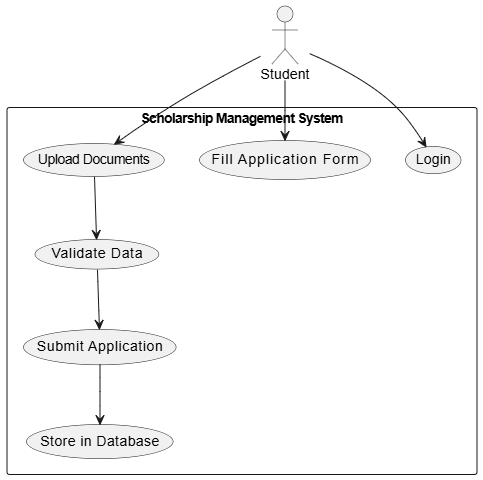 Student
Scholarship Management System
Upload Documents
Fill Application Form
Login
Validate Data
Submit Application
Store in Database